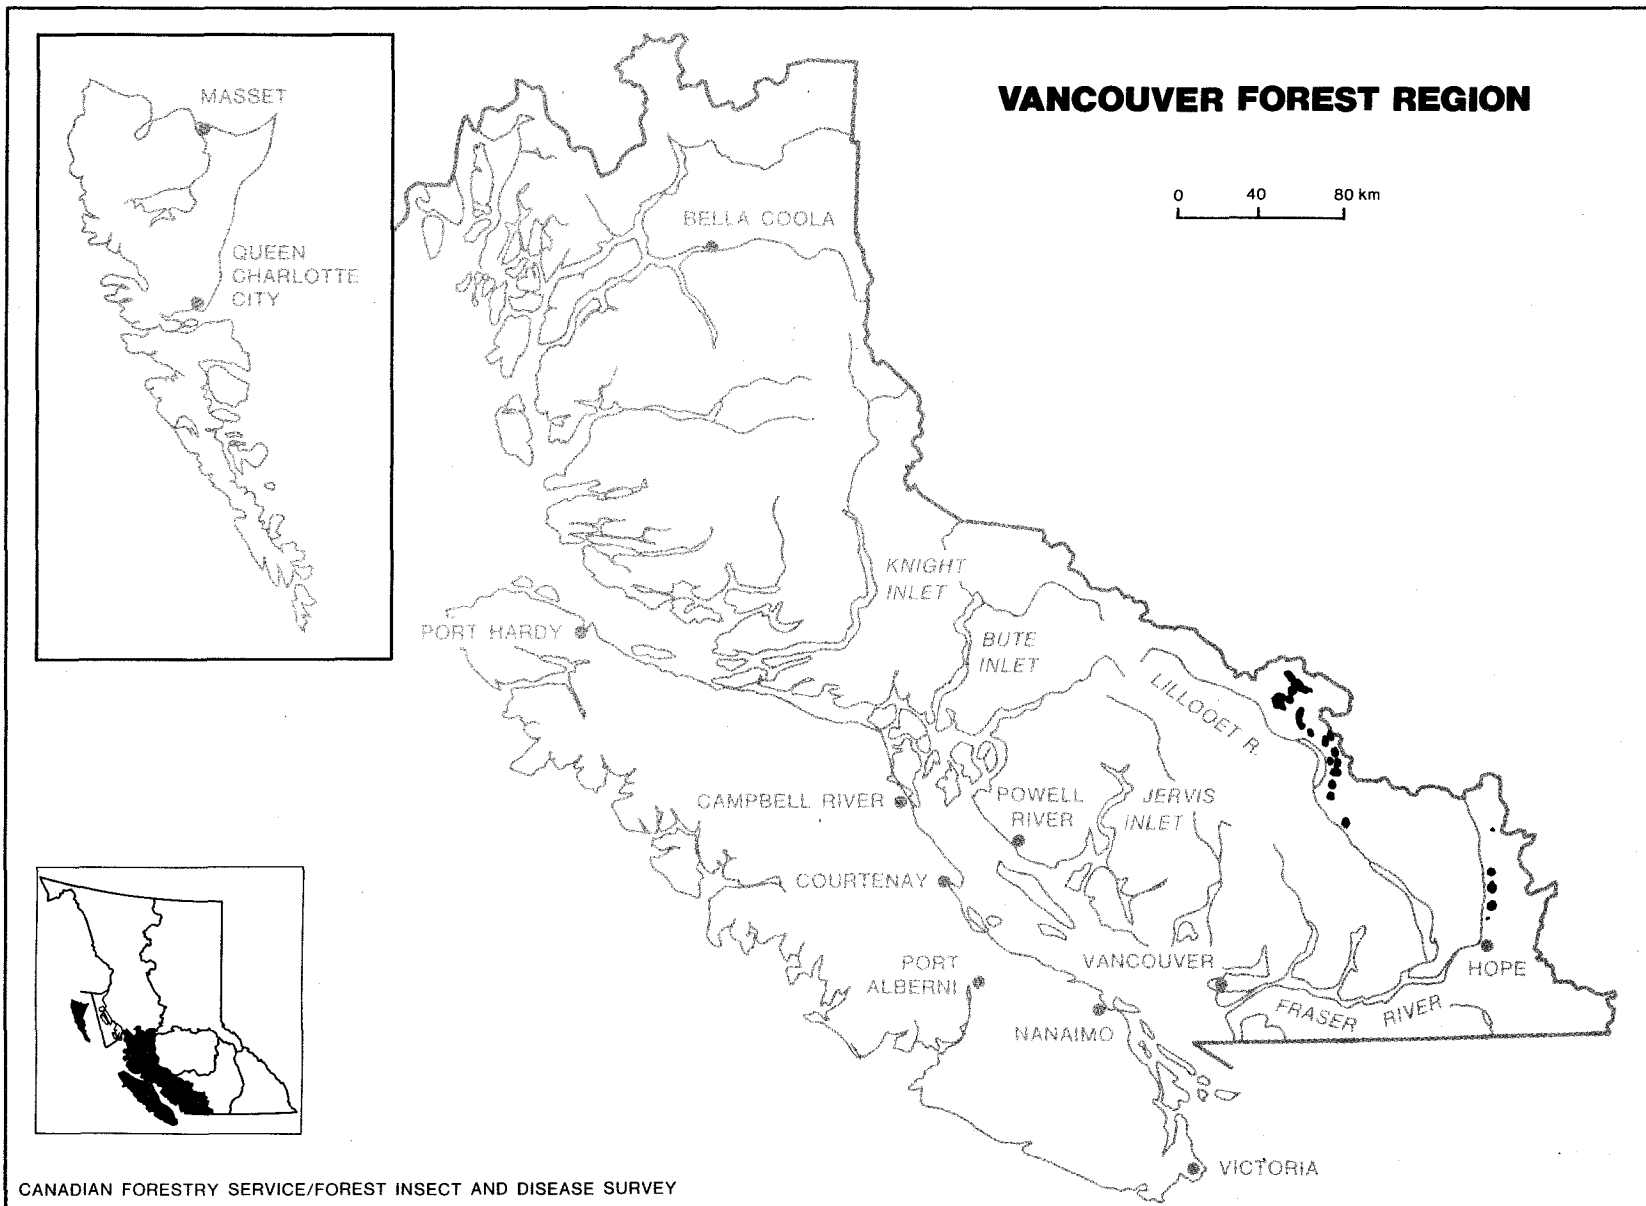 VANCOUVER FOREST REGION
0 40 80 km
MASSET
QUEEN
CHARLOTTE
CITY
BELLA COOLA
KNIGHT
INLET
PORT HARDY
BUTE
INLET
LILLOOET R.
CAMPBELL RIVER
POWELL
RIVER
JERVIS
INLET
COURTENAY
PORT
ALBERNI
VANCOUVER
HOPE
FRASER RIVER
NANAIMO
VICTORIA
CANADIAN FORESTRY SERVICE/FOREST INSECT AND DISEASE SURVEY